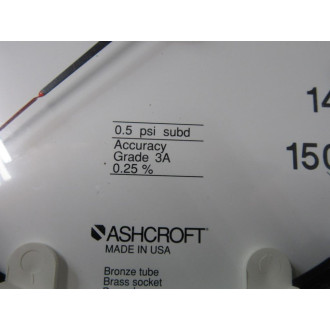 0.5 psi subd
Accuracy
Grade 3A
0.25 %
14
150
ASHCROFT®
MADE IN USA
Bronze tube
Brass socket